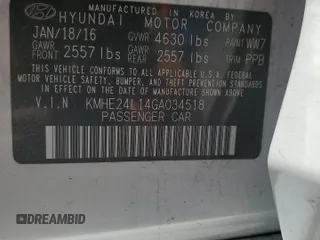 MANUFACTURED IN KOREA BY
HYUNDAI MOTOR COMPANY
JAN/18/16 GVWR 4630 lbs PAINT WW7
GAWR FRONT 2557 lbs GAWR REAR 2557 lbs TRIM PPB
THIS VEHICLE CONFORMS TO ALL APPLICABLE
FEDERAL MOTOR VEHICLE SAFETY, BUMPER,
AND THEFT PREVENTION STANDARDS IN EFFECT ON
THE DATE OF MANUFACTURE SHOWN ABOVE.
V.I.N KMHE24L14GA034518
PASSENGER CAR
DREAMBID